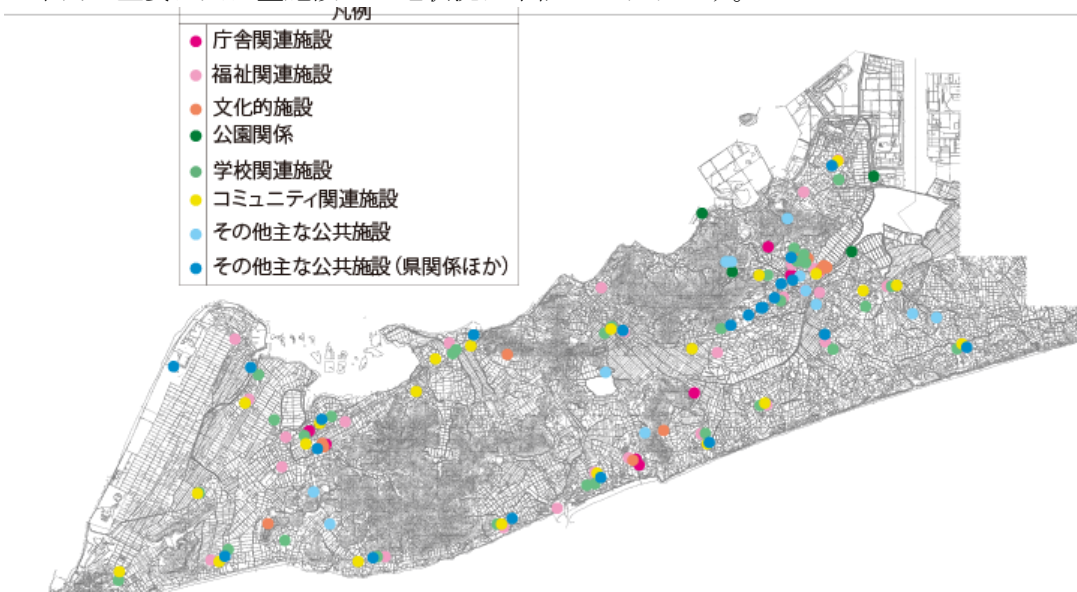 凡例
庁舎関連施設
福祉関連施設
文化的施設
公園関係
学校関連施設
コミュニティ関連施設
その他主な公共施設
その他主な公共施設(県関係ほか)